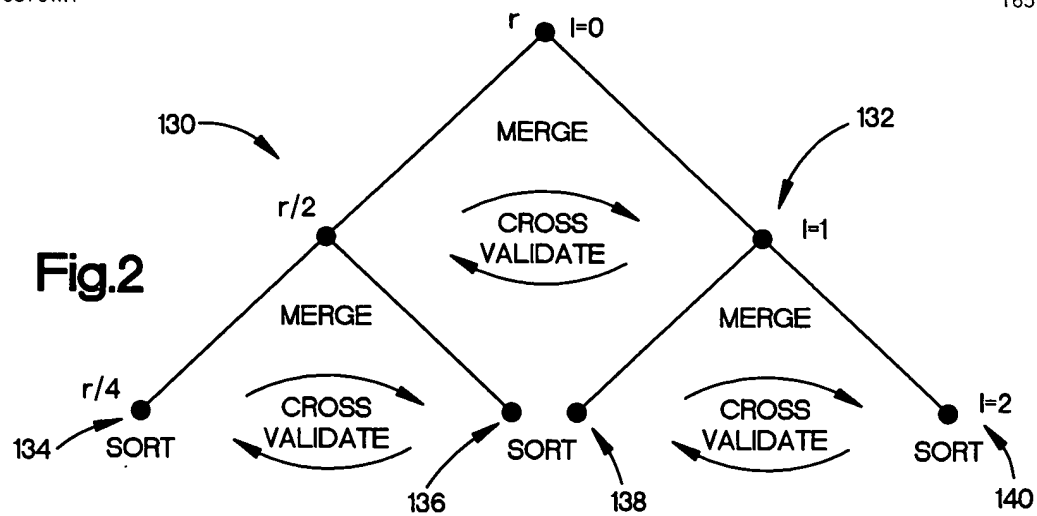 r l=0
130
MERGE
132
r/2
CROSS
VALIDATE
l=1
Fig.2
MERGE
MERGE
r/4
CROSS
VALIDATE
CROSS
VALIDATE
l=2
134
SORT
SORT
SORT
136
138
140